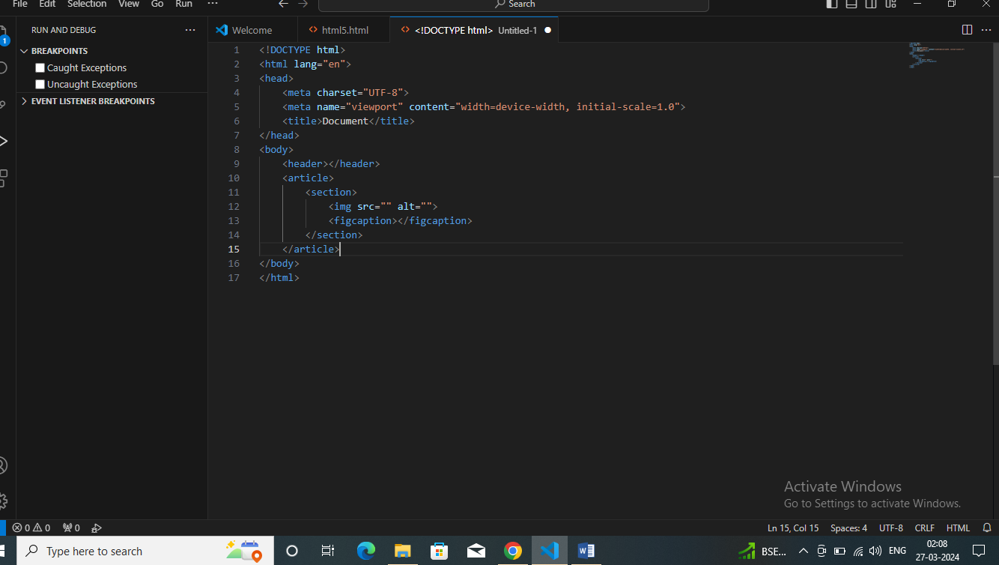 File Edit Selection View Go Run ··· Search
RUN AND DEBUG ···
Welcome html5.html <!DOCTYPE html> Untitled-1
1
BREAKPOINTS
Caught Exceptions
Uncaught Exceptions
EVENT LISTENER BREAKPOINTS
1 <!DOCTYPE html>
2 <html lang="en">
3 <head>
4 <meta charset="UTF-8">
5 <meta name="viewport" content="width=device-width, initial-scale=1.0">
6 <title>Document</title>
7 </head>
8 <body>
9 <header></header>
10 <article>
11 <section>
12 <img src="" alt="">
13 <figcaption></figcaption>
14 </section>
15 </article>
16 </body>
17 </html>
Activate Windows
Go to Settings to activate Windows.
0 0 0 Ln 15, Col 15 Spaces: 4 UTF-8 CRLF HTML
Type here to search W BSE... ENG 02:08
27-03-2024